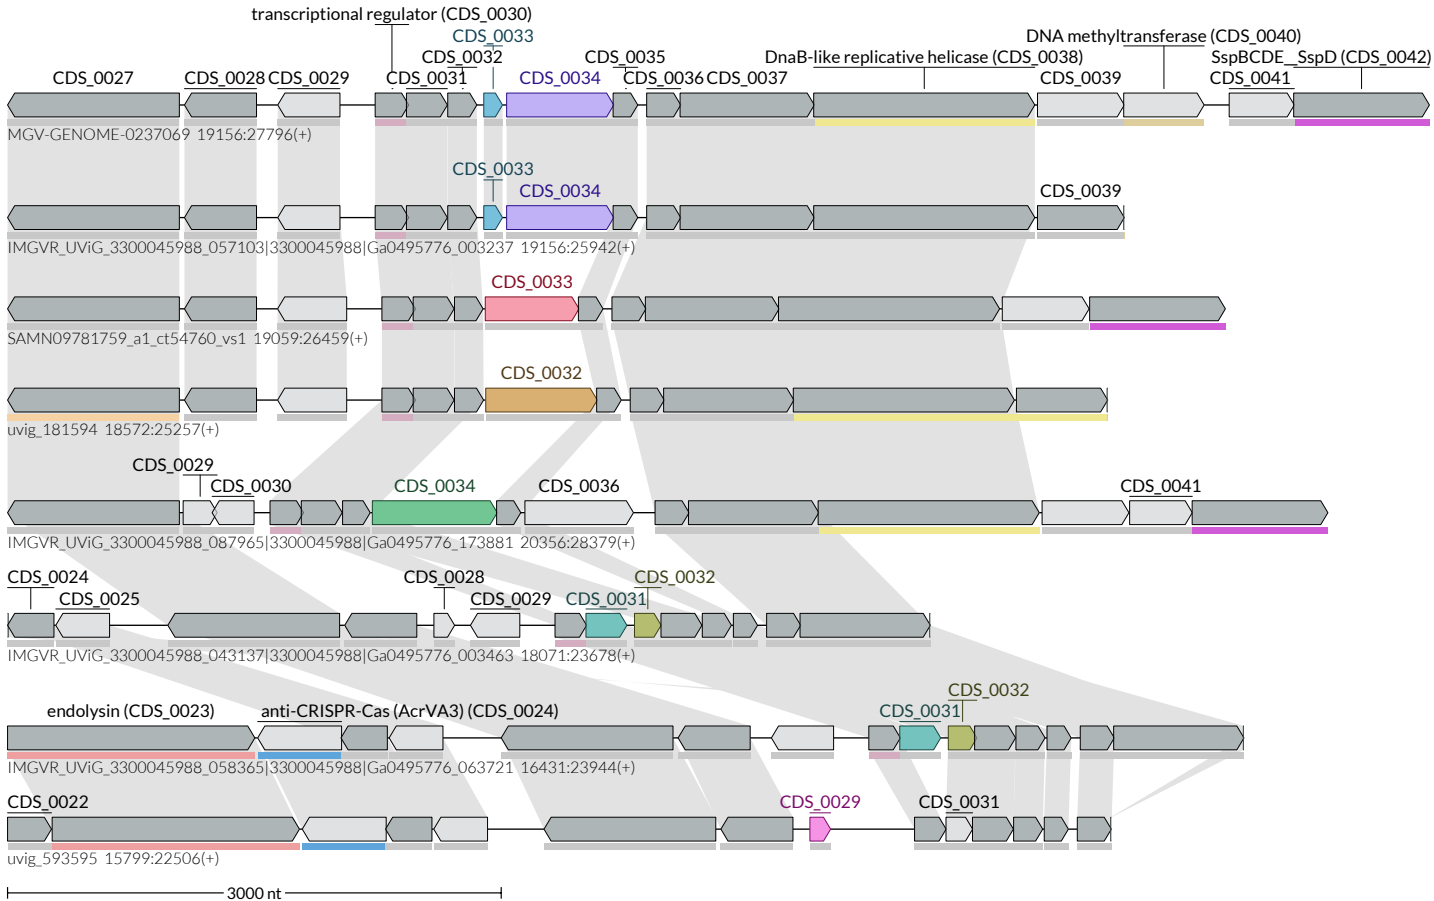 transcriptional regulator (CDS_0030)
CDS_0033
DNA methyltransferase (CDS_0040)
CDS_0032 CDS_0035 DnaB-like replicative helicase (CDS_0038) SspBCDE__SspD (CDS_0042)
CDS_0027 CDS_0028 CDS_0029 CDS_0031 CDS_0034 CDS_0036 CDS_0037 CDS_0039 CDS_0041
MGV-GENOME-0237069 19156:27796(+)
CDS_0033
CDS_0034 CDS_0039
IMGVR_UViG_3300045988_057103|3300045988|Ga0495776_003237 19156:25942(+)
CDS_0033
SAMN09781759_a1_ct54760_vs1 19059:26459(+)
CDS_0032
uvig_181594 18572:25257(+)
CDS_0029
CDS_0030 CDS_0034 CDS_0036 CDS_0041
IMGVR_UViG_3300045988_087965|3300045988|Ga0495776_173881 20356:28379(+)
CDS_0024 CDS_0028 CDS_0032
CDS_0025 CDS_0029 CDS_0031
IMGVR_UViG_3300045988_043137|3300045988|Ga0495776_003463 18071:23678(+)
CDS_0032
endolysin (CDS_0023) anti-CRISPR-Cas (AcrVA3) (CDS_0024) CDS_0031
IMGVR_UViG_3300045988_058365|3300045988|Ga0495776_063721 16431:23944(+)
CDS_0022 CDS_0029 CDS_0031
uvig_593595 15799:22506(+)
3000 nt